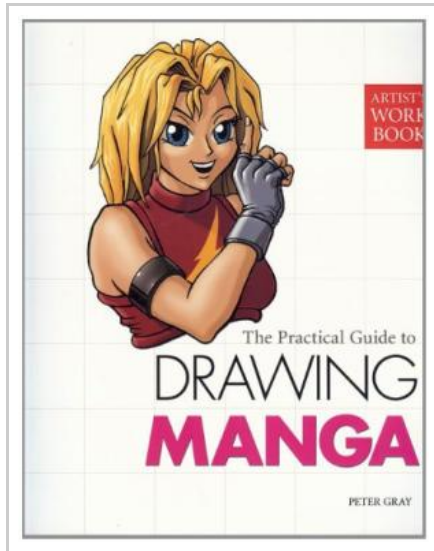 ARTIST'S
WORK
BOOK
The Practical Guide to
DRAWING
MANGA
PETER GRAY